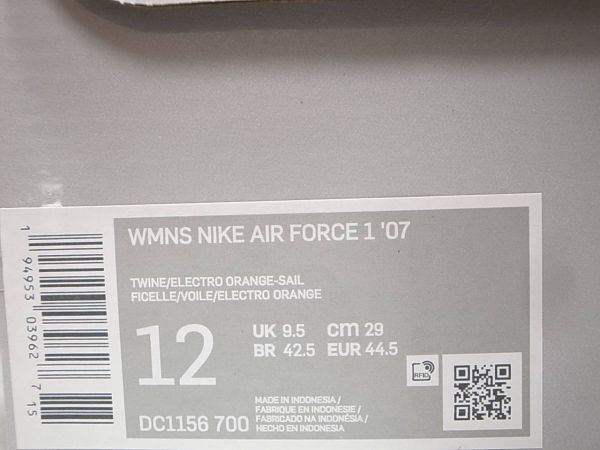 WMNS NIKE AIR FORCE 1 '07
TWINE/ELECTRO ORANGE-SAIL
FICELLE/VOILE/ELECTRO ORANGE
12
UK 9.5 cm 29
BR 42.5 EUR 44.5
RFID
DC1156 700
MADE IN INDONESIA /
FABRIQUE EN INDONESIE /
FABRICADO NA INDONÉSIA /
HECHO EN INDONESIA
1 94953 03962 7 15